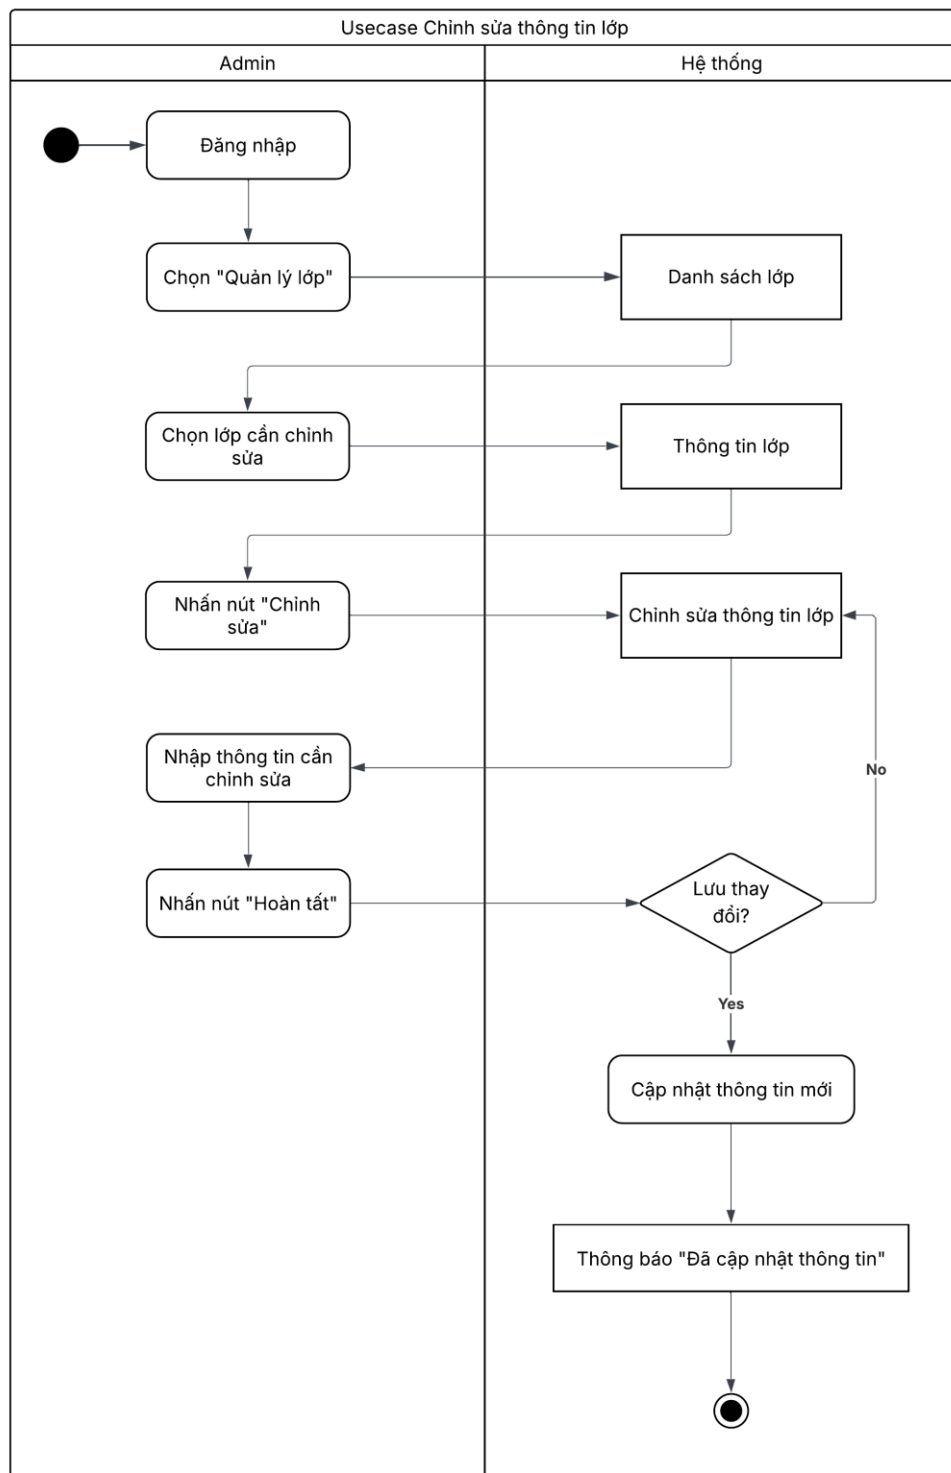 Usecase Chỉnh sửa thông tin lớp
Admin
Hệ thống
Đăng nhập
Chọn "Quản lý lớp"
Danh sách lớp
Chọn lớp cần chỉnh
sửa
Thông tin lớp
Nhấn nút "Chỉnh
sửa"
Chỉnh sửa thông tin lớp
Nhập thông tin cần
chỉnh sửa
No
Nhấn nút "Hoàn tất"
Lưu thay
đổi?
Yes
Cập nhật thông tin mới
Thông báo "Đã cập nhật thông tin"